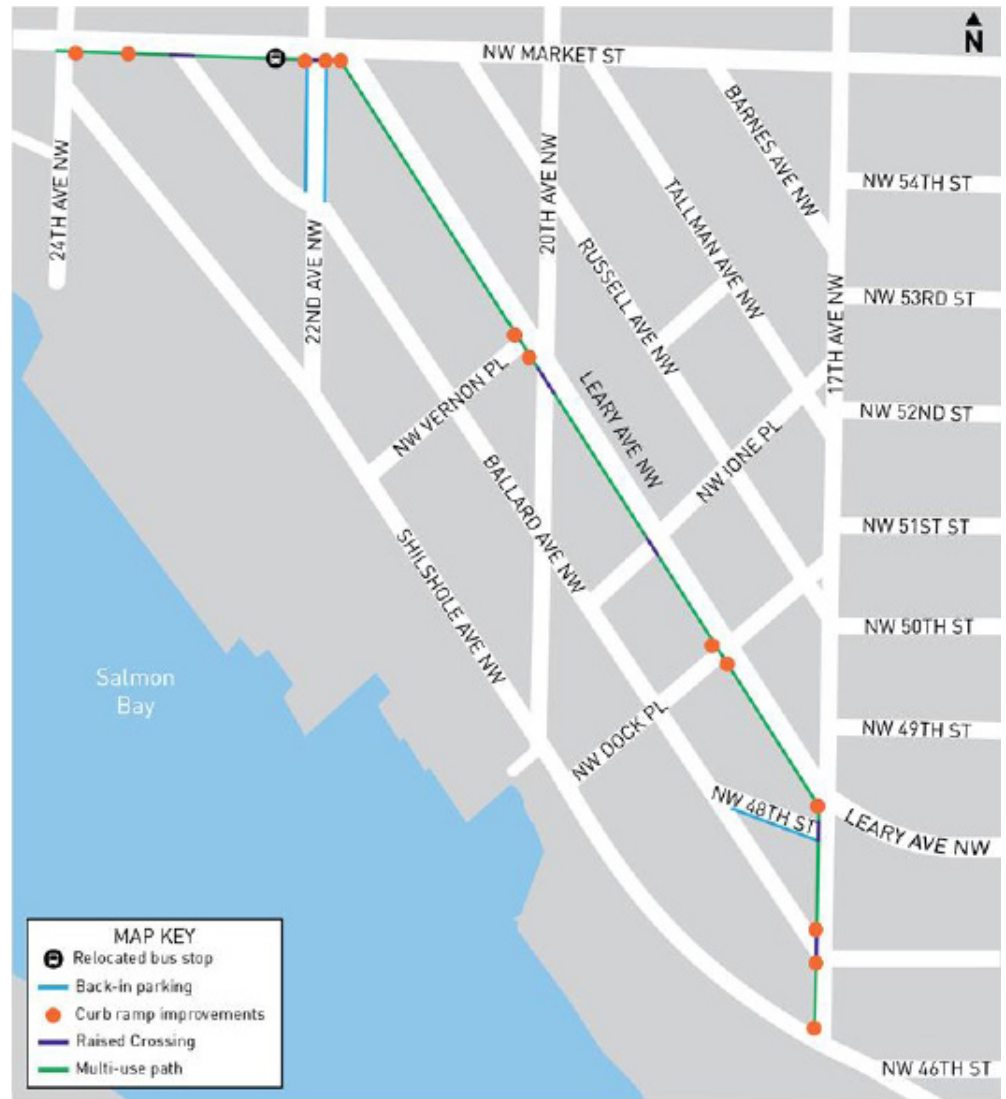 N
NW MARKET ST
BARNES AVE NW
24TH AVE NW
20TH AVE NW
TALLMAN AVE NW
NW 54TH ST
22ND AVE NW
RUSSELL AVE NW
17TH AVE NW
NW 53RD ST
NW VERNON PL
LEARY AVE NW
NW 52ND ST
NW IONE PL
BALLARD AVE NW
NW 51ST ST
SHILSHOLE AVE NW
NW 50TH ST
Salmon
Bay
NW DOCK PL
NW 49TH ST
NW 48TH ST
LEARY AVE NW
MAP KEY
Relocated bus stop
Back-in parking
Curb ramp improvements
Raised Crossing
Multi-use path
NW 46TH ST